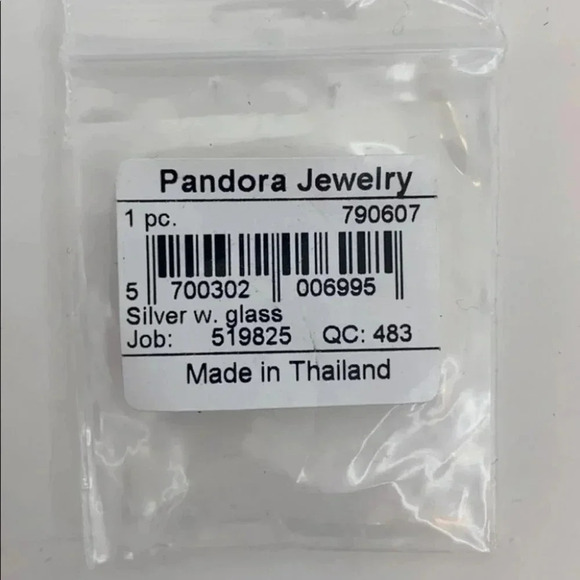 Pandora Jewelry
1 pc. 790607
5 700302 006995
Silver w. glass
Job: 519825 QC: 483
Made in Thailand